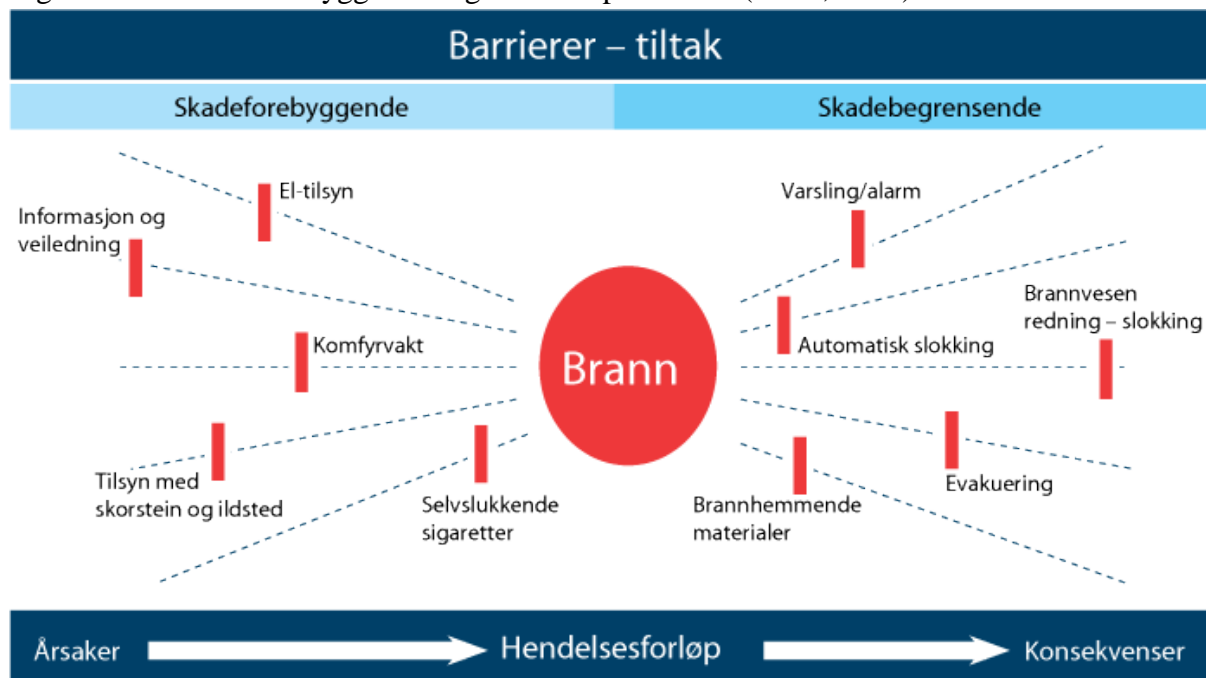 Barrierer – tiltak
Skadeforebyggende
Skadebegrensende
El-tilsyn
Informasjon og
veiledning
Komfyrvakt
Tilsyn med
skorstein og ildsted
Selvslukkende
sigaretter
Brann
Varsling/alarm
Automatisk slokking
Brannvesen
redning – slokking
Evakuering
Brannhemmende
materialer
Årsaker
Hendelsesforløp
Konsekvenser